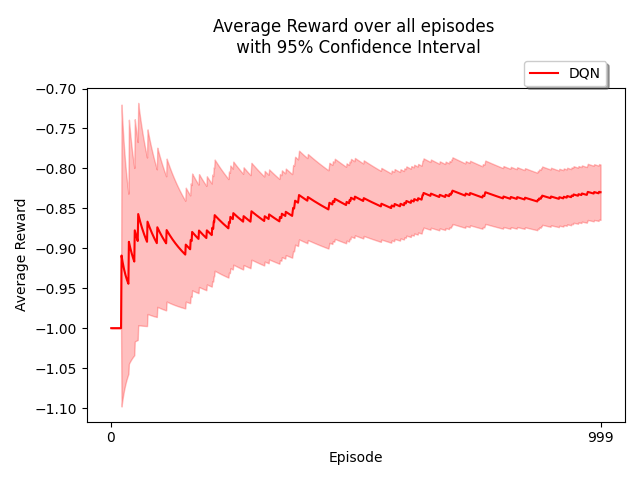 Average Reward over all episodes
with 95% Confidence Interval
DQN
−0.70
−0.75
−0.80
−0.85
−0.90
−0.95
−1.00
−1.05
−1.10
Average Reward
0
999
Episode